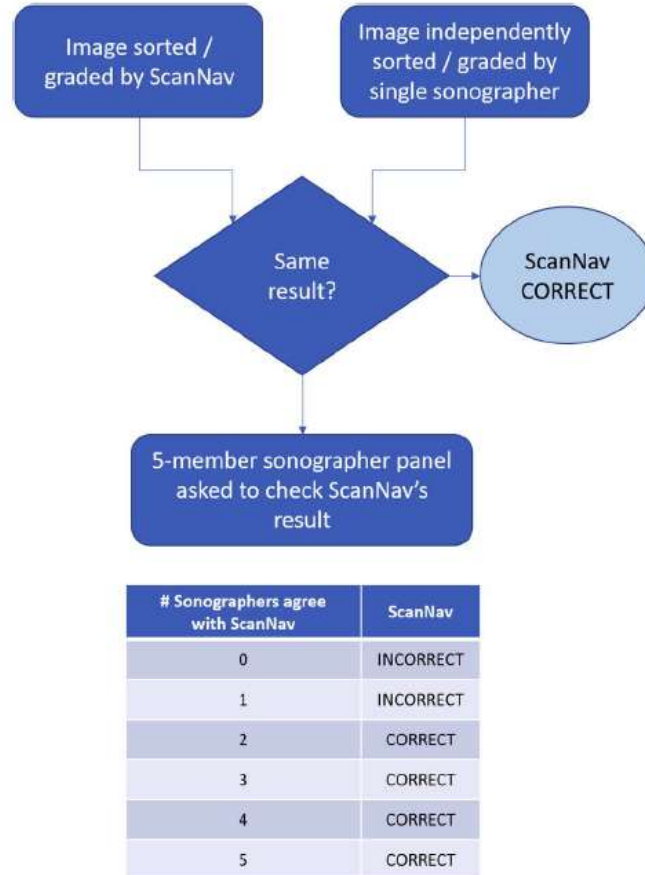 Image sorted /
graded by ScanNav
Image independently
sorted / graded by
single sonographer
Same
result?
ScanNav
CORRECT
5-member sonographer panel
asked to check ScanNav's
result
# Sonographers agree
with ScanNav
ScanNav
0 INCORRECT
1 INCORRECT
2 CORRECT
3 CORRECT
4 CORRECT
5 CORRECT